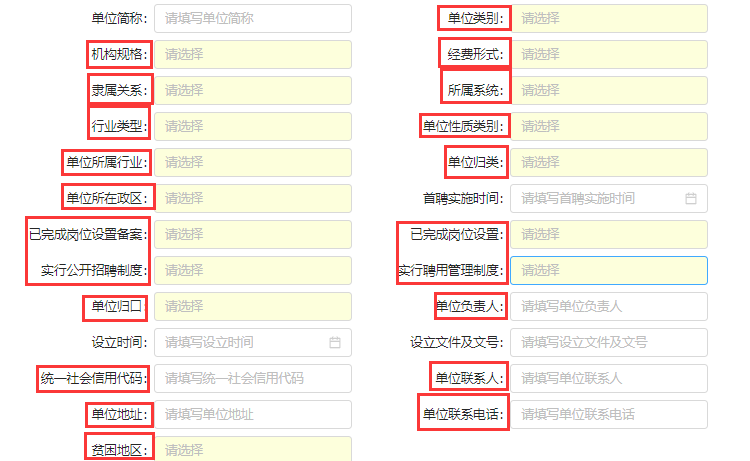 单位简称: 请填写单位简称 单位类别: 请选择
机构规格: 请选择 经费形式: 请选择
隶属关系: 请选择 所属系统: 请选择
行业类型: 请选择 单位性质类别: 请选择
单位所属行业: 请选择 单位归类: 请选择
单位所在政区: 请选择 首聘实施时间: 请填写首聘实施时间
已完成岗位设置备案: 请选择 已完成岗位设置: 请选择
实行公开招聘制度: 请选择 实行聘用管理制度: 请选择
单位归口: 请选择 单位负责人: 请填写单位负责人
设立时间: 请填写设立时间 设立文件及文号: 请填写设立文件及文号
统一社会信用代码: 请填写统一社会信用代码 单位联系人: 请填写单位联系人
单位地址: 请填写单位地址 单位联系电话: 请填写单位联系电话
贫困地区: 请选择